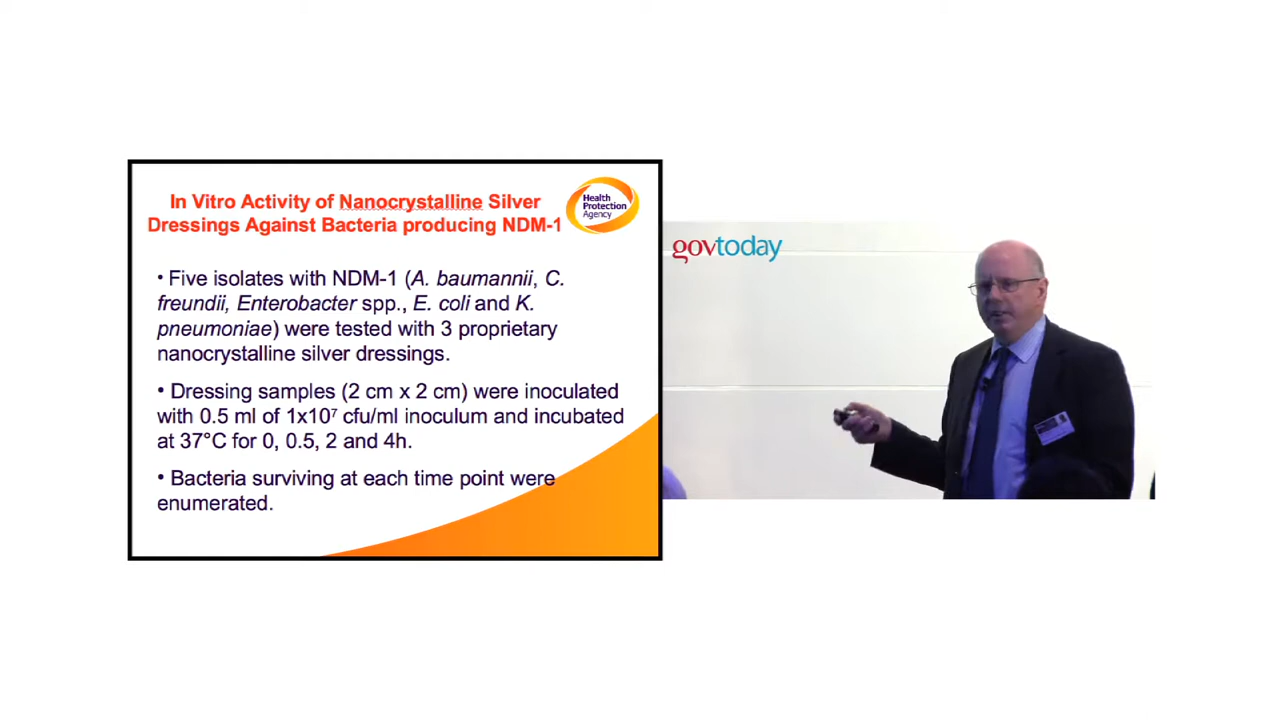 In Vitro Activity of Nanocrystalline Silver
Dressings Against Bacteria producing NDM-1
Health
Protection
Agency
• Five isolates with NDM-1 (A. baumannii, C.
freundii, Enterobacter spp., E. coli and K.
pneumoniae) were tested with 3 proprietary
nanocrystalline silver dressings.
• Dressing samples (2 cm x 2 cm) were inoculated
with 0.5 ml of 1x10⁷ cfu/ml inoculum and incubated
at 37°C for 0, 0.5, 2 and 4h.
• Bacteria surviving at each time point were
enumerated.
govtoday